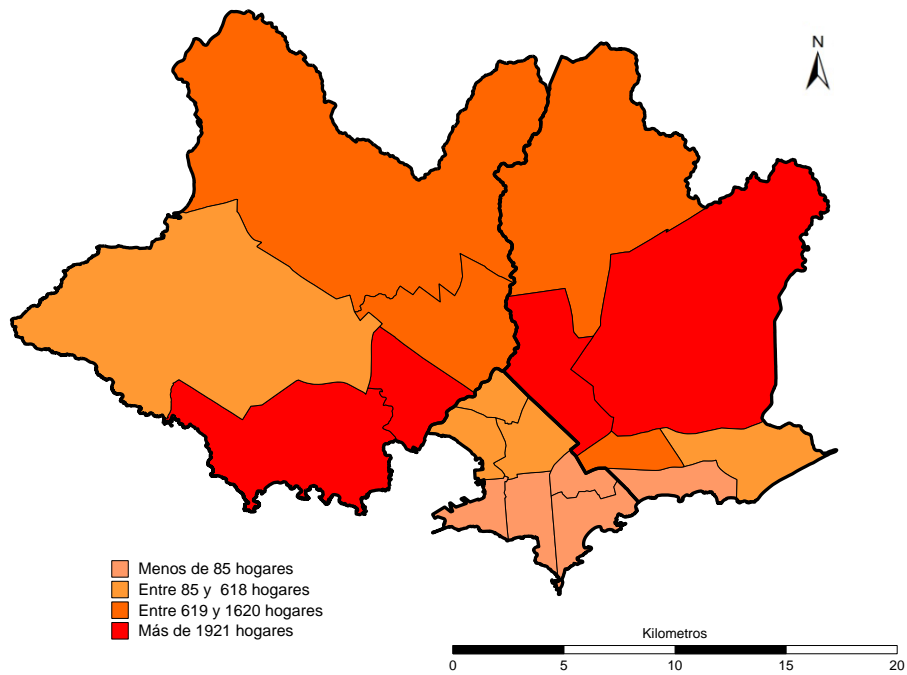 N
Menos de 85 hogares
Entre 85 y  618 hogares
Entre 619 y 1620 hogares
Más de 1921 hogares
Kilometros
0 5 10 15 20